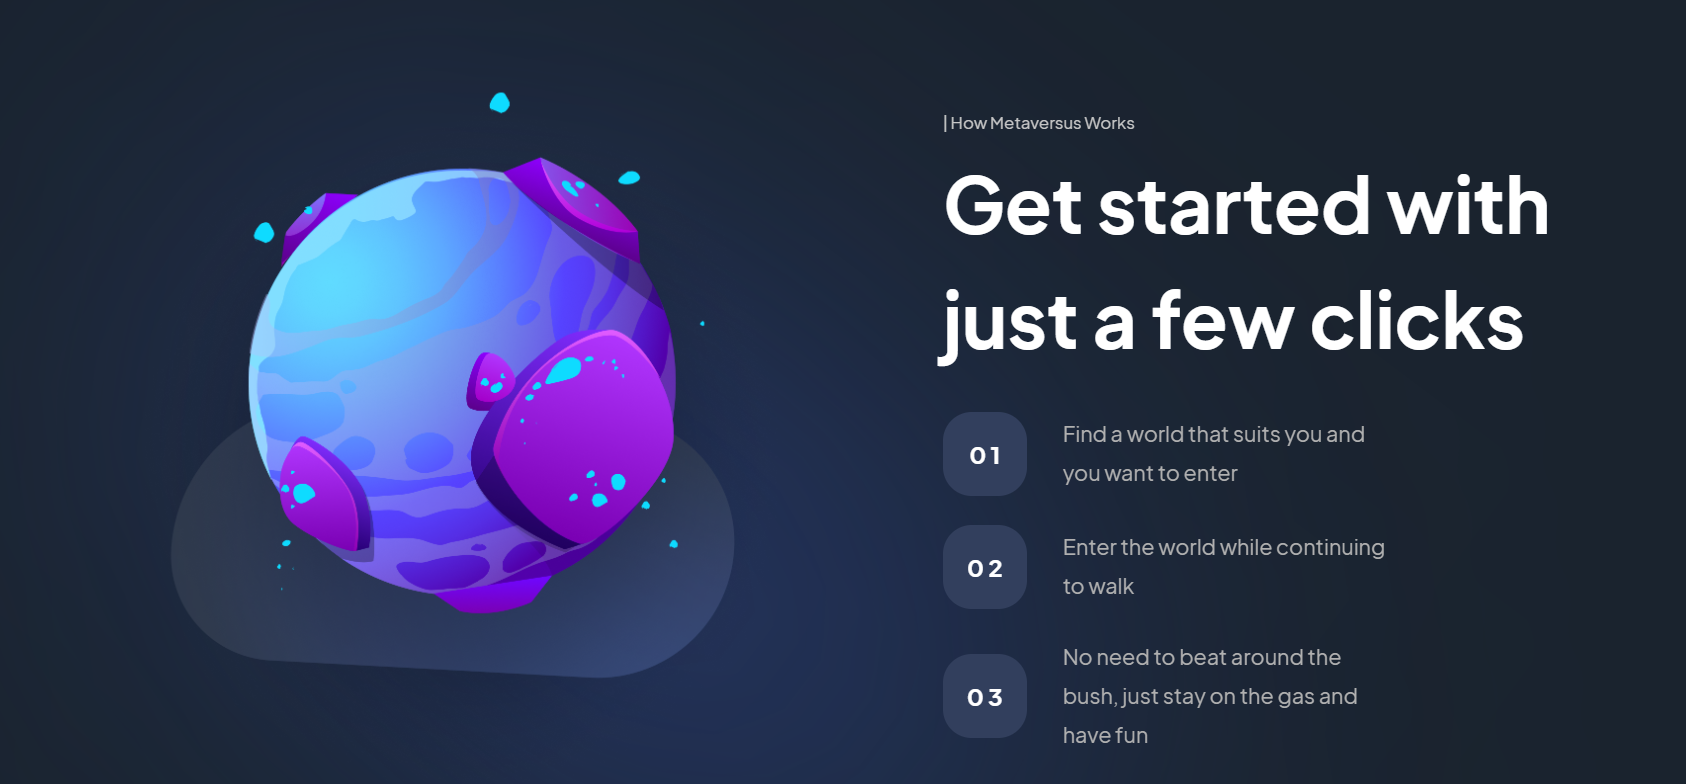 | How Metaversus Works
Get started with
just a few clicks
01
Find a world that suits you and
you want to enter
02
Enter the world while continuing
to walk
03
No need to beat around the
bush, just stay on the gas and
have fun